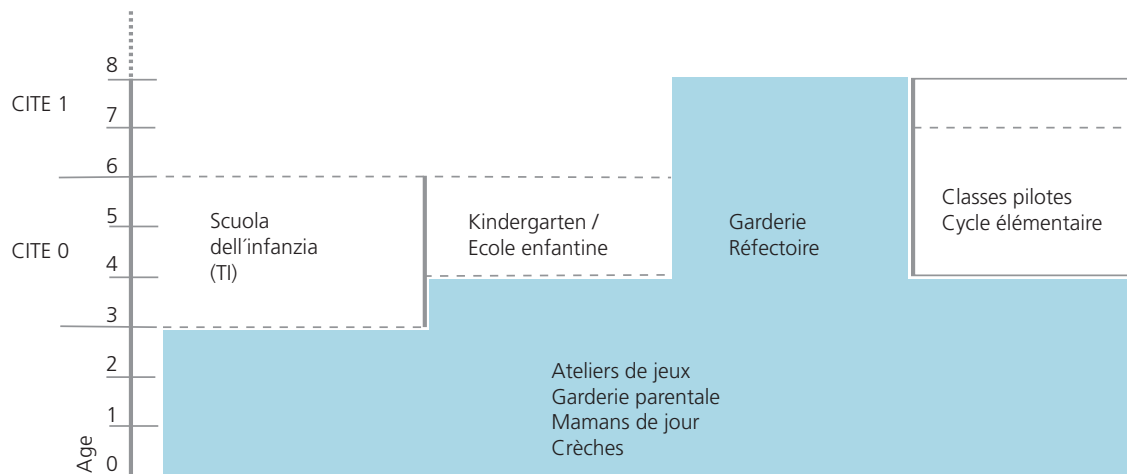 8
CITE 1
7
6
5
CITE 0
4
3
2
1
0
Age
Scuola
dell´infanzia
(TI)
Kindergarten /
Ecole enfantine
Garderie
Réfectoire
Classes pilotes
Cycle élémentaire
Ateliers de jeux
Garderie parentale
Mamans de jour
Crèches